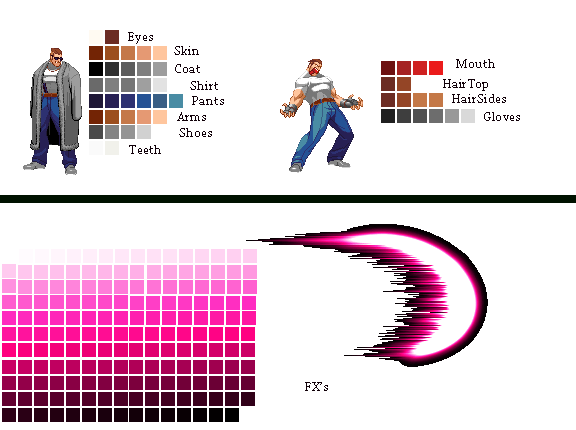 Eyes
Skin
Coat
Shirt
Pants
Arms
Shoes
Teeth
Mouth
HairTop
HairSides
Gloves
FX's